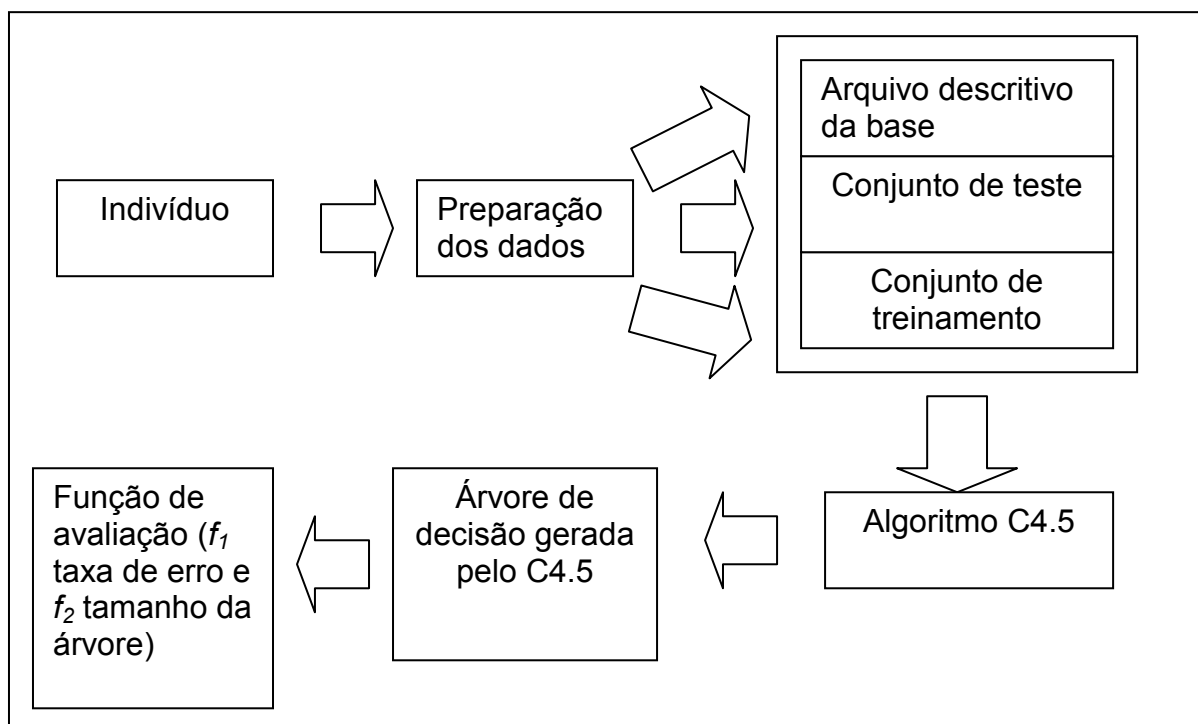 Indivíduo
Preparação
dos dados
Arquivo descritivo
da base
Conjunto de teste
Conjunto de
treinamento
Algoritmo C4.5
Árvore de
decisão gerada
pelo C4.5
Função de
avaliação (f1
taxa de erro e
f2 tamanho da
árvore)